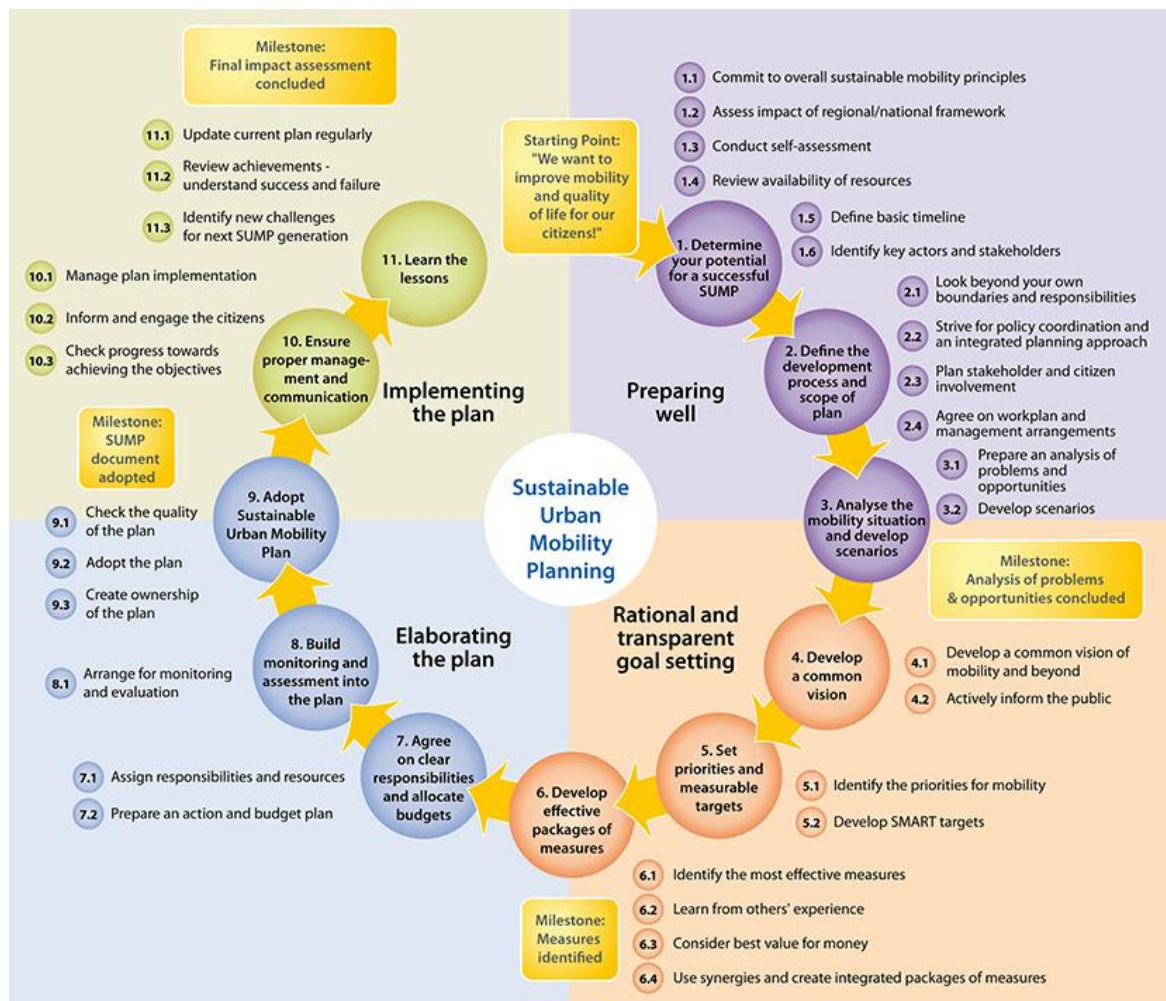 Milestone:
Final impact assessment
concluded
11.1 Update current plan regularly
11.2 Review achievements -
understand success and failure
11.3 Identify new challenges
for next SUMP generation
11. Learn the
lessons
10.1 Manage plan implementation
10.2 Inform and engage the citizens
10.3 Check progress towards
achieving the objectives
10. Ensure
proper manage-
ment and
communication
Implementing
the plan
Starting Point:
"We want to
improve mobility
and quality
of life for our
citizens!"
1.1 Commit to overall sustainable mobility principles
1.2 Assess impact of regional/national framework
1.3 Conduct self-assessment
1.4 Review availability of resources
1.5 Define basic timeline
1.6 Identify key actors and stakeholders
1. Determine
your potential
for a successful
SUMP
2.1 Look beyond your own
boundaries and responsibilities
2.2 Strive for policy coordination and
an integrated planning approach
2.3 Plan stakeholder and citizen
involvement
2.4 Agree on workplan and
management arrangements
2. Define the
development
process and
scope of
plan
Preparing
well
3.1 Prepare an analysis of
problems and
opportunities
3.2 Develop scenarios
3. Analyse the
mobility situation
and develop
scenarios
Milestone:
Analysis of problems
& opportunities concluded
Sustainable
Urban
Mobility
Planning
Milestone:
SUMP
document
adopted
9. Adopt
Sustainable
Urban Mobility
Plan
9.1 Check the quality
of the plan
9.2 Adopt the plan
9.3 Create ownership
of the plan
Elaborating
the plan
8. Build
monitoring and
assessment into
the plan
8.1 Arrange for monitoring
and evaluation
7. Agree
on clear
responsibilities
and allocate
budgets
7.1 Assign responsibilities and resources
7.2 Prepare an action and budget plan
Rational and
transparent
goal setting
4. Develop
a common
vision
4.1 Develop a common vision of
mobility and beyond
4.2 Actively inform the public
5. Set
priorities and
measurable
targets
5.1 Identify the priorities for mobility
5.2 Develop SMART targets
6. Develop
effective
packages of
measures
6.1 Identify the most effective measures
6.2 Learn from others' experience
6.3 Consider best value for money
6.4 Use synergies and create integrated packages of measures
Milestone:
Measures
identified